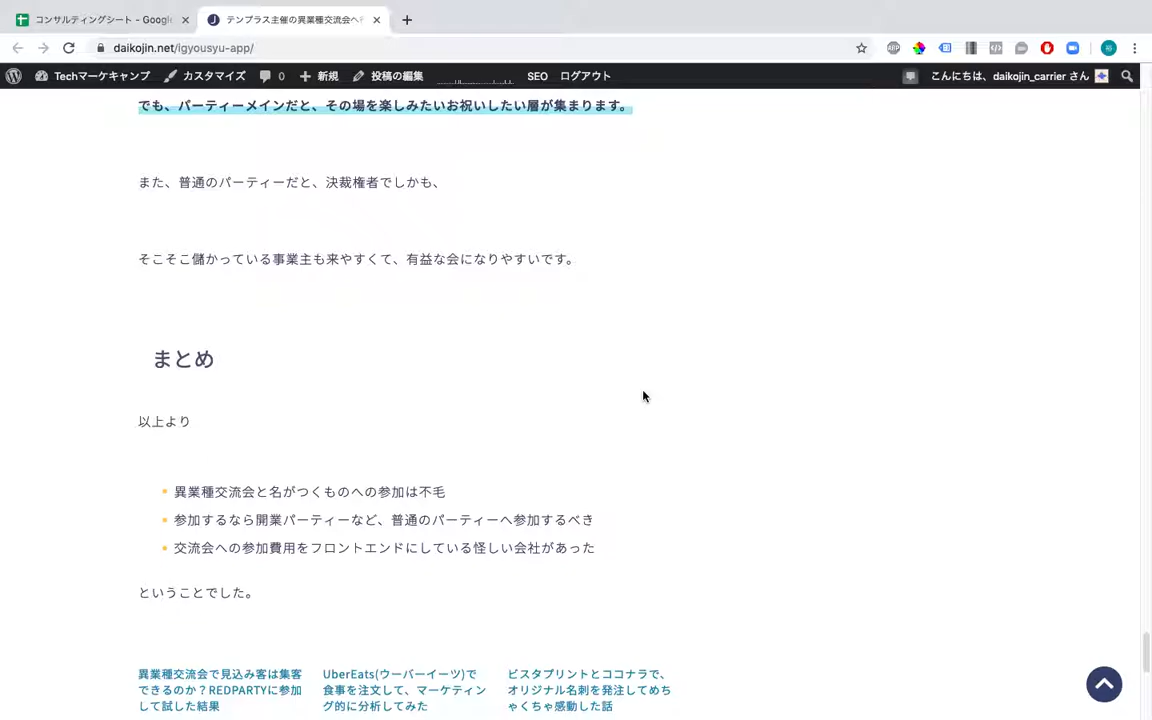 コンサルティングシート - Googl
テンプラス主催の異業種交流会へ
daikojin.net/igyousyu-app/
Techマーケキャンプ カスタマイズ 0 新規 投稿の編集 SEO ログアウト こんにちは、daikojin_carrier さん
でも、パーティーメインだと、その場を楽しみたいお祝いしたい層が集まります。
また、普通のパーティーだと、決裁権者でしかも、
そこそこ儲かっている事業主も来やすくて、有益な会になりやすいです。
まとめ
以上より
異業種交流会と名がつくものへの参加は不毛
参加するなら開業パーティーなど、普通のパーティーへ参加するべき
交流会への参加費用をフロントエンドにしている怪しい会社があった
ということでした。
異業種交流会で見込み客は集客
できるのか？REDPARTYに参加
して試した結果
UberEats(ウーバーイーツ)で
食事を注文して、マーケティン
グ的に分析してみた
ビスタプリントとココナラで、
オリジナル名刺を発注してめち
ゃくちゃ感動した話